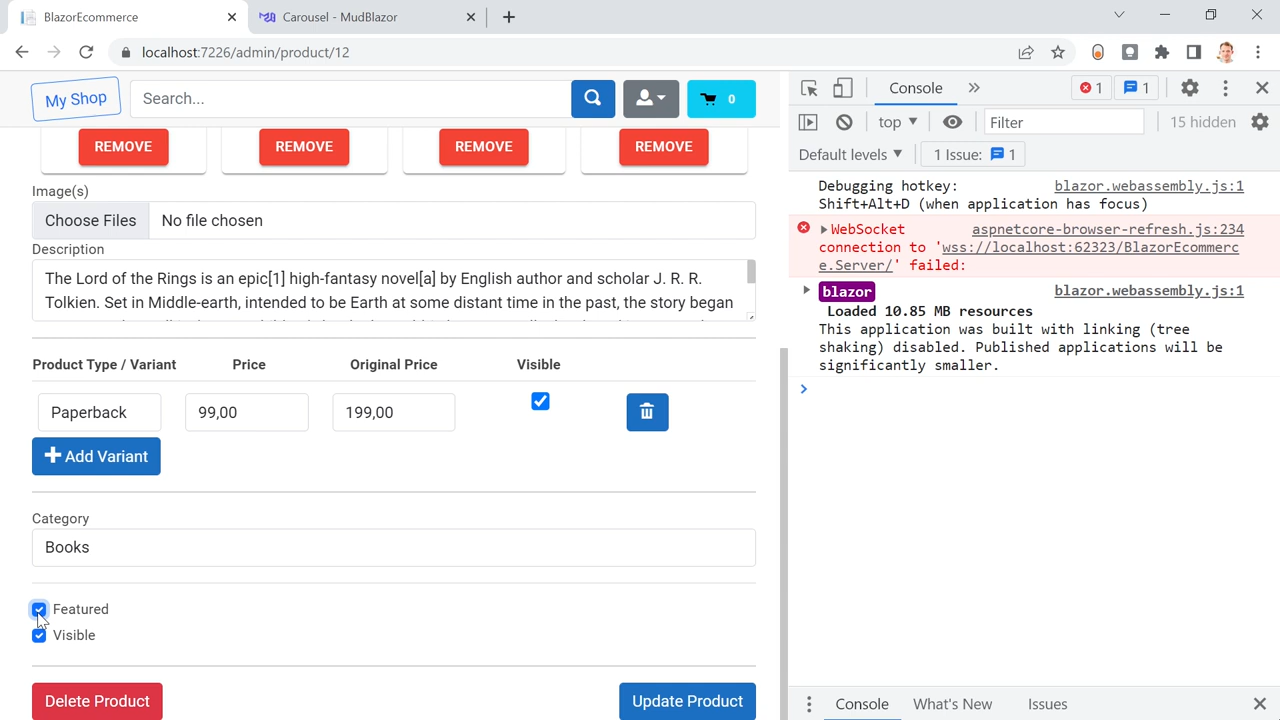 BlazorEcommerce
Carousel - MudBlazor
localhost:7226/admin/product/12
My Shop
Search...
0
REMOVE
REMOVE
REMOVE
REMOVE
Image(s)
Choose Files
No file chosen
Description
The Lord of the Rings is an epic[1] high-fantasy novel[a] by English author and scholar J. R. R.
Tolkien. Set in Middle-earth, intended to be Earth at some distant time in the past, the story began
Product Type / Variant
Price
Original Price
Visible
Paperback
99,00
199,00
Add Variant
Category
Books
Featured
Visible
Delete Product
Update Product
Console
1
1
top
Filter
15 hidden
Default levels
1 Issue:
1
Debugging hotkey: blazor.webassembly.js:1
Shift+Alt+D (when application has focus)
WebSocket aspnetcore-browser-refresh.js:234
connection to 'wss://localhost:62323/BlazorEcommerc
e.Server/' failed:
blazor blazor.webassembly.js:1
Loaded 10.85 MB resources
This application was built with linking (tree
shaking) disabled. Published applications will be
significantly smaller.
Console
What's New
Issues